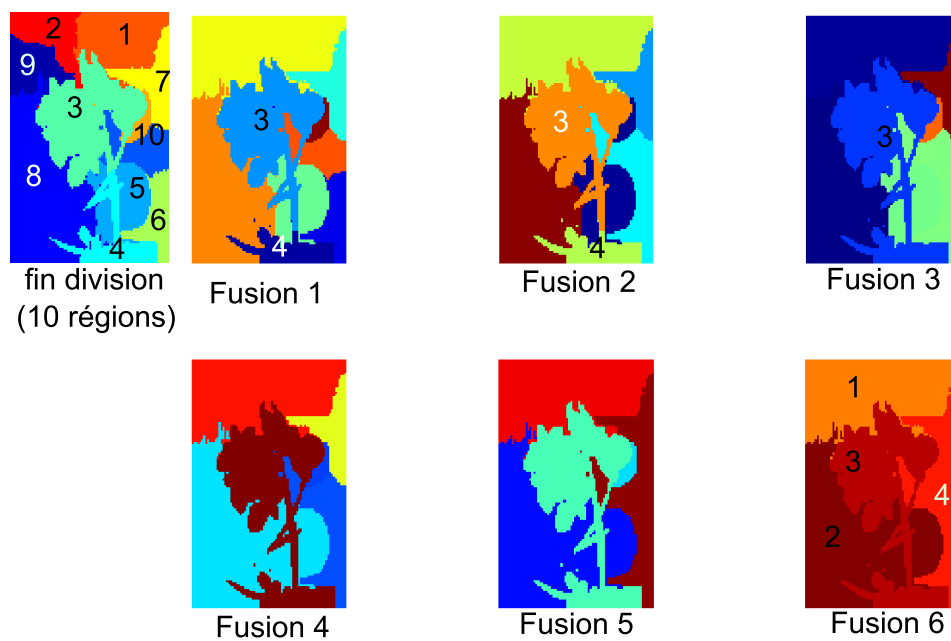 2 1
9 7
3
10
8 5
6
4
fin division
(10 régions)
3
4
Fusion 1
3
4
Fusion 2
3
Fusion 3
Fusion 4
Fusion 5
1
3
4
2
Fusion 6